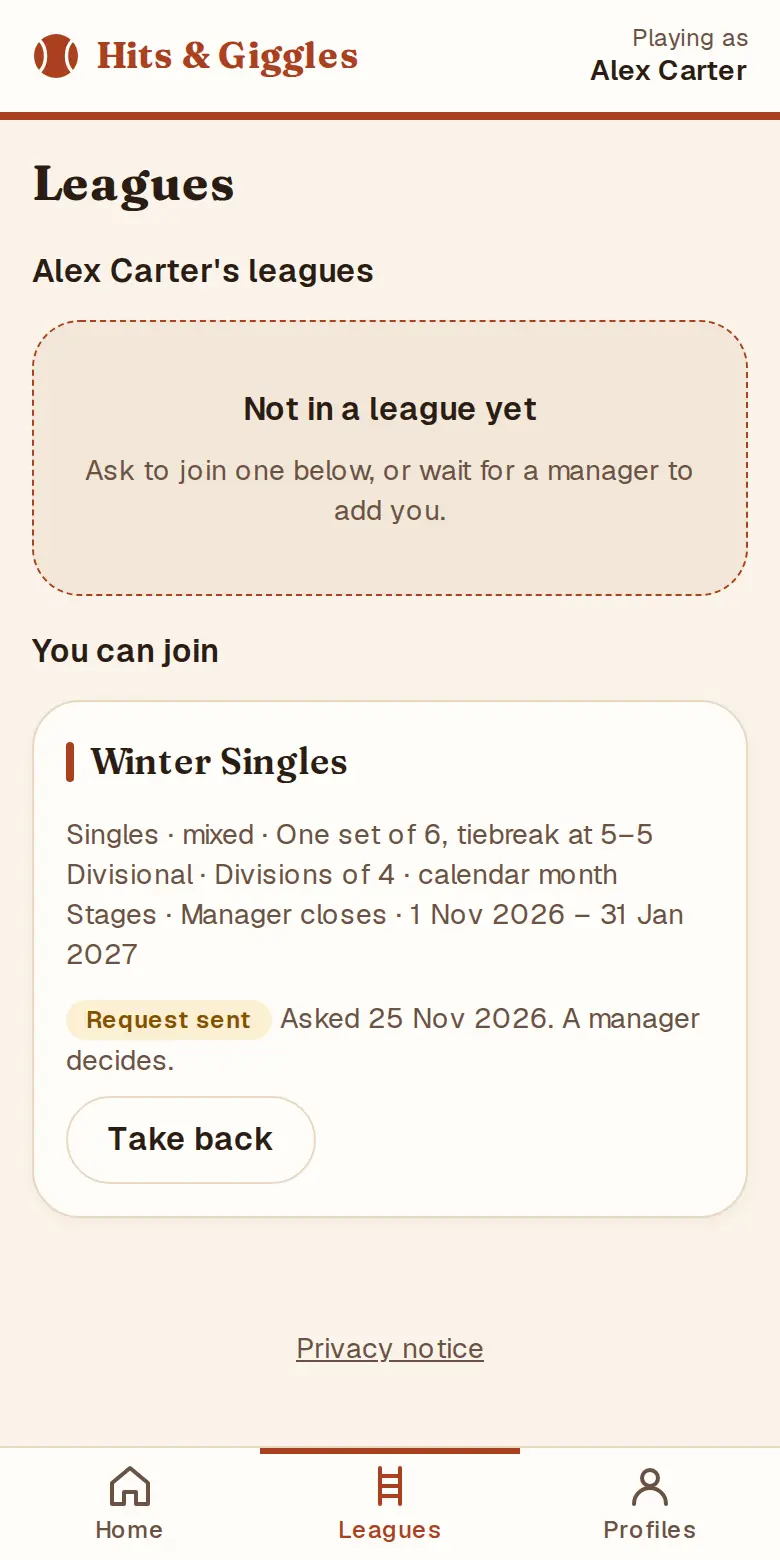 Hits & Giggles
Playing as
Alex Carter
Leagues
Alex Carter's leagues
Not in a league yet
Ask to join one below, or wait for a manager to
add you.
You can join
Winter Singles
Singles · mixed · One set of 6, tiebreak at 5–5
Divisional · Divisions of 4 · calendar month
Stages · Manager closes · 1 Nov 2026 – 31 Jan
2027
Request sent Asked 25 Nov 2026. A manager
decides.
Take back
Privacy notice
Home
Leagues
Profiles